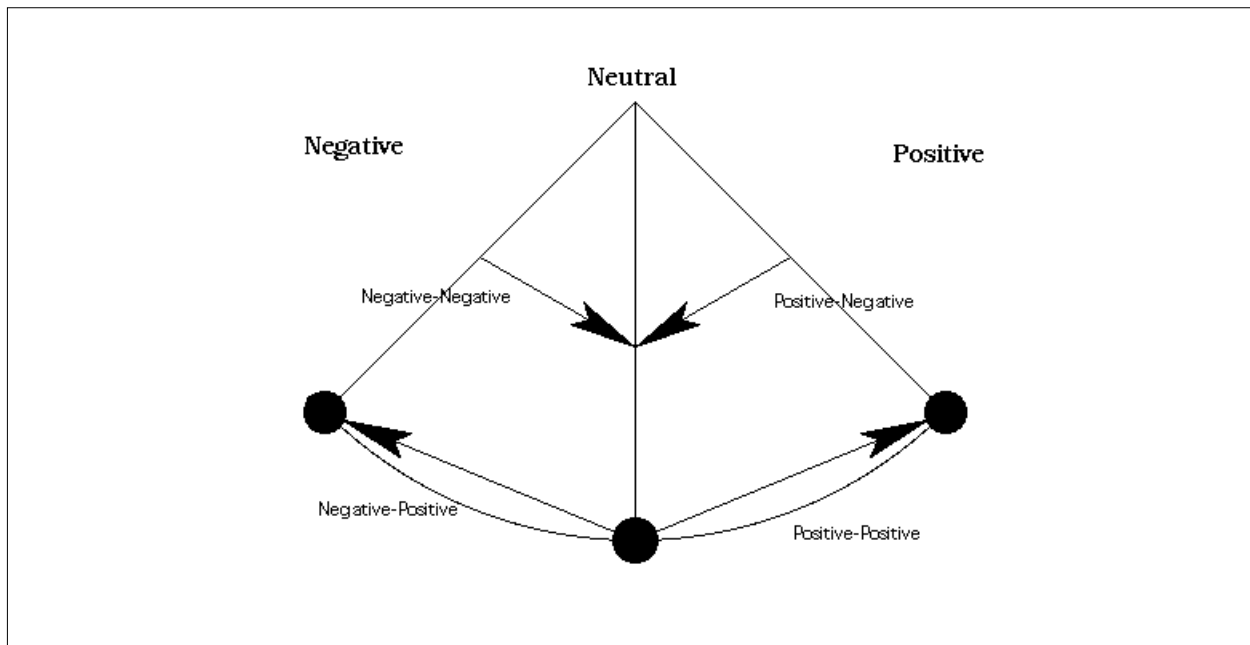 Neutral
Negative
Positive
Negative-Negative
Positive-Negative
Negative-Positive
Positive-Positive